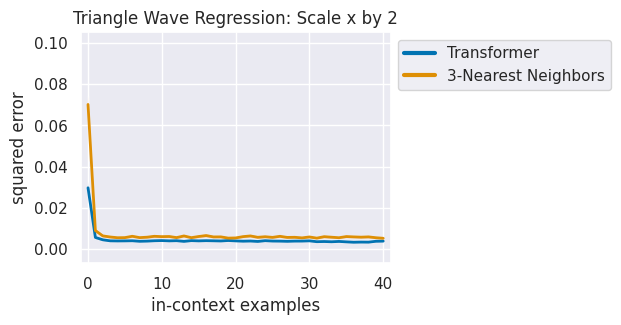 Triangle Wave Regression: Scale x by 2
Transformer
3-Nearest Neighbors
squared error
0.10
0.08
0.06
0.04
0.02
0.00
0 10 20 30 40
in-context examples